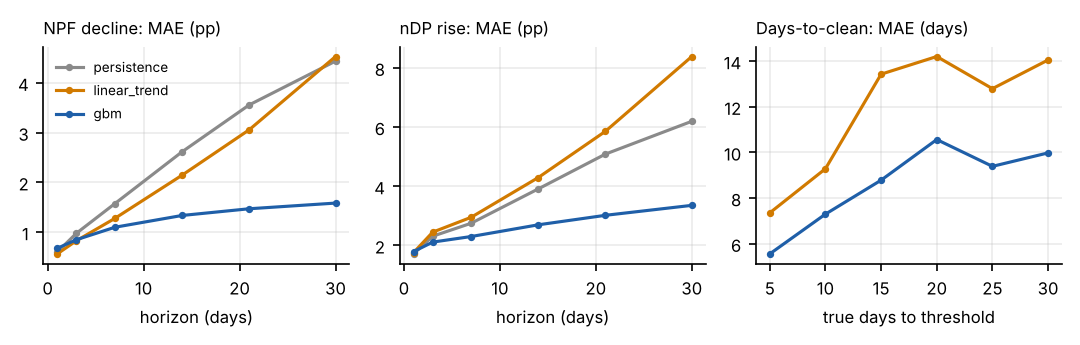 NPF decline: MAE (pp)
4
3
2
1
persistence
linear_trend
gbm
0 10 20 30
horizon (days)
nDP rise: MAE (pp)
8
6
4
2
0 10 20 30
horizon (days)
Days-to-clean: MAE (days)
14
12
10
8
6
5 10 15 20 25 30
true days to threshold